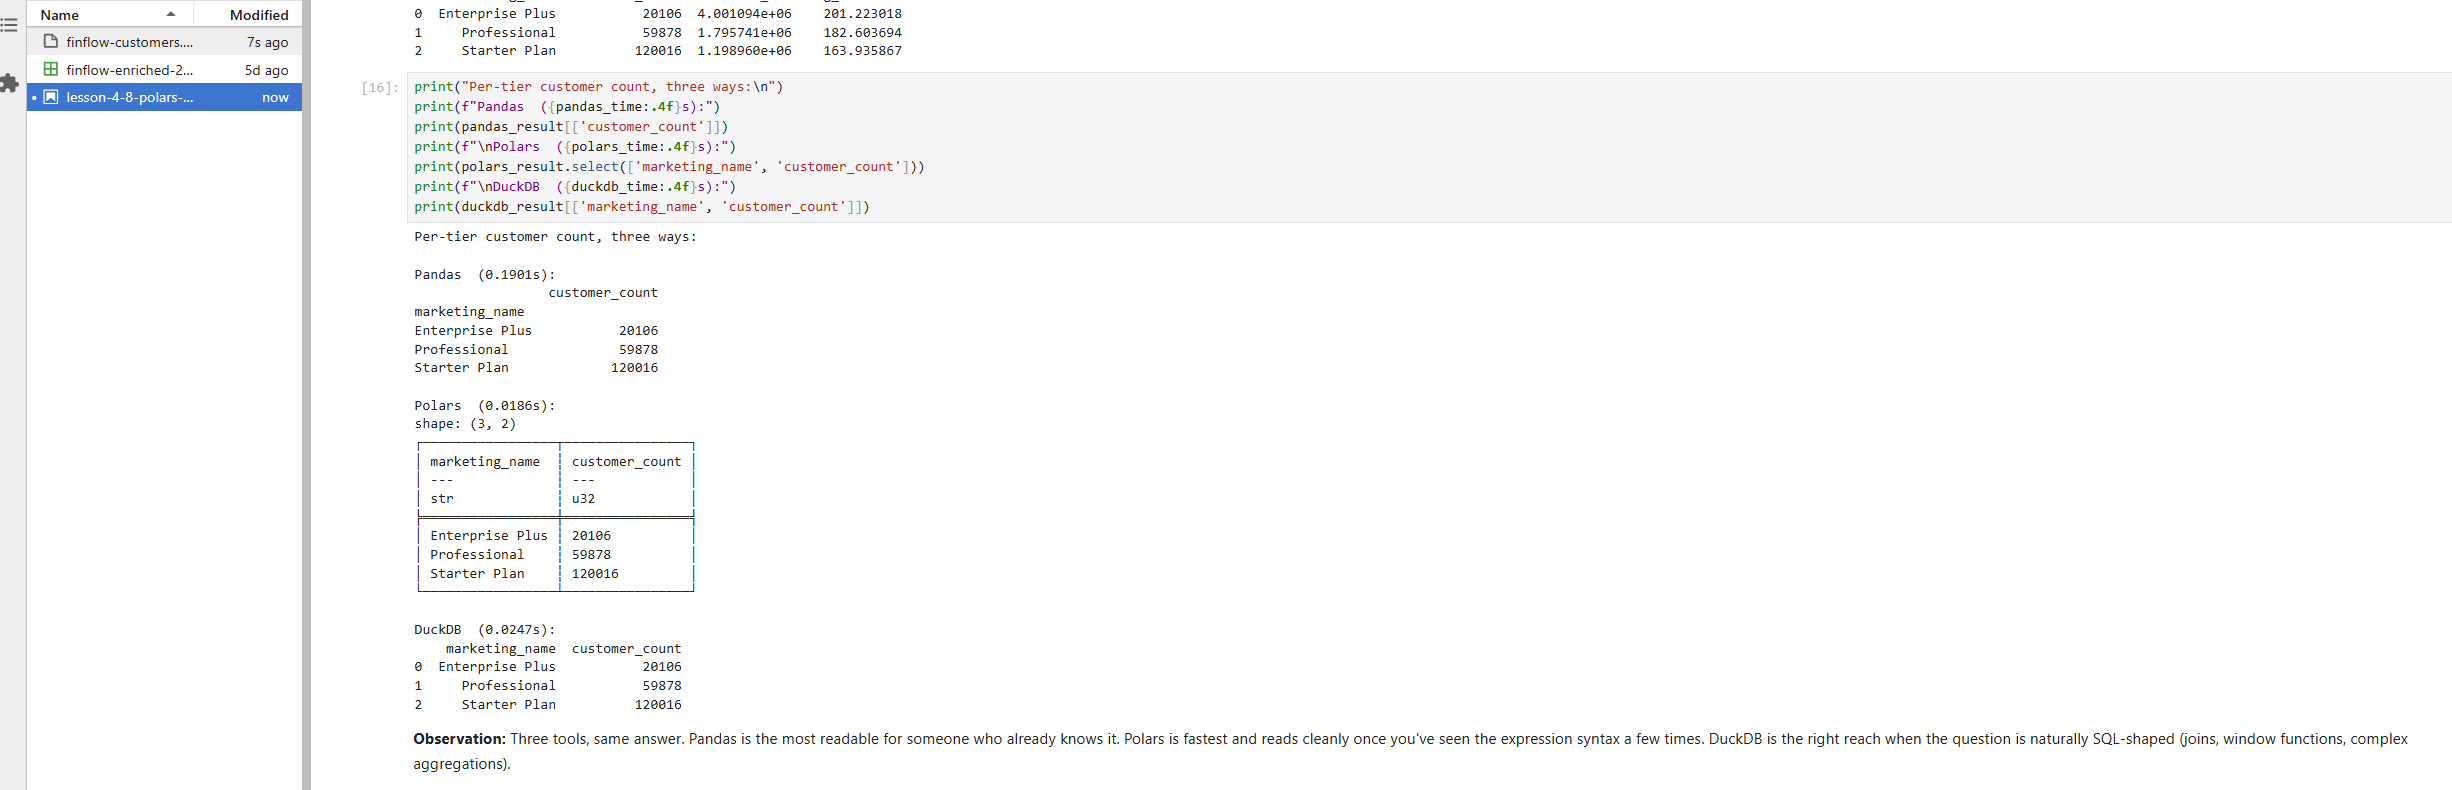 Name Modified
finflow-customers.... 7s ago
finflow-enriched-2... 5d ago
• lesson-4-8-polars-... now
0 Enterprise Plus 20106 4.001094e+06 201.223018
1 Professional 59878 1.795741e+06 182.603694
2 Starter Plan 120016 1.198960e+06 163.935867
[16]: print("Per-tier customer count, three ways:\n")
print(f"Pandas  ({pandas_time:.4f}s):")
print(pandas_result[['customer_count']])
print(f"\nPolars  ({polars_time:.4f}s):")
print(polars_result.select(['marketing_name', 'customer_count']))
print(f"\nDuckDB  ({duckdb_time:.4f}s):")
print(duckdb_result[['marketing_name', 'customer_count']])
Per-tier customer count, three ways:
Pandas  (0.1901s):
customer_count
marketing_name
Enterprise Plus 20106
Professional 59878
Starter Plan 120016
Polars  (0.0186s):
shape: (3, 2)
marketing_name ┆ customer_count
--- ┆ ---
str ┆ u32
Enterprise Plus ┆ 20106
Professional ┆ 59878
Starter Plan ┆ 120016
DuckDB  (0.0247s):
marketing_name customer_count
0 Enterprise Plus 20106
1 Professional 59878
2 Starter Plan 120016
Observation: Three tools, same answer. Pandas is the most readable for someone who already knows it. Polars is fastest and reads cleanly once you've seen the expression syntax a few times. DuckDB is the right reach when the question is naturally SQL-shaped (joins, window functions, complex
aggregations).